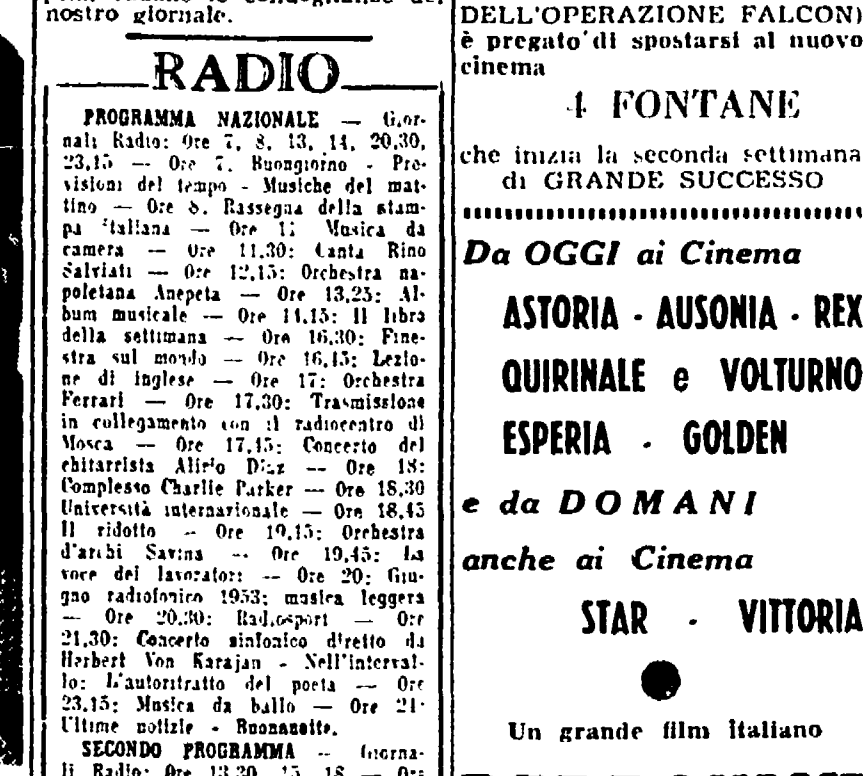 nostro giornale.
RADIO
PROGRAMMA NAZIONALE — Gior-
nali Radio: Ore 7, 8, 13, 14, 20,30,
23,15 — Ore 7. Buongiorno - Pre-
visioni del tempo - Musiche del mat-
tino — Ore 8. Rassegna della stam-
pa italiana — Ore 11 Musica da
camera — Ore 11,30: Canta Rino
Salviati — Ore 12,15: Orchestra na-
poletana Anepeta — Ore 13,25: Al-
bum musicale — Ore 14,15: Il libro
della settimana — Ore 16,30: Fine-
stra sul mondo — Ore 16,45: Lezio-
ne di inglese — Ore 17: Orchestra
Ferrari — Ore 17,30: Trasmissione
in collegamento con il radiocentro di
Mosca — Ore 17,45: Concerto del
chitarrista Alirio Diaz — Ore 18:
Complesso Charlie Parker — Ore 18,30
Università internazionale — Ore 18,45
Il ridotto — Ore 19,15: Orchestra
d'archi Savina — Ore 19,45: La
voce dei lavoratori — Ore 20: Giu-
gno radiofonico 1953: musica leggera
— Ore 20,30: Radiosport — Ore
21,30: Concerto sinfonico diretto da
Herbert Von Karajan - Nell'interval-
lo: L'autoritratto del poeta — Ore
23,15: Musica da ballo — Ore 24:
Ultime notizie - Buonanotte.
SECONDO PROGRAMMA — Giorna-
li Radio: Ore 13,30, 15, 18 — Ore
DELL'OPERAZIONE FALCON)
è pregato di spostarsi al nuovo
cinema
4 FONTANE
che inizia la seconda settimana
di GRANDE SUCCESSO
Da OGGI ai Cinema
ASTORIA - AUSONIA - REX
QUIRINALE e VOLTURNO
ESPERIA - GOLDEN
e da DOMANI
anche ai Cinema
STAR - VITTORIA
Un grande film italiano